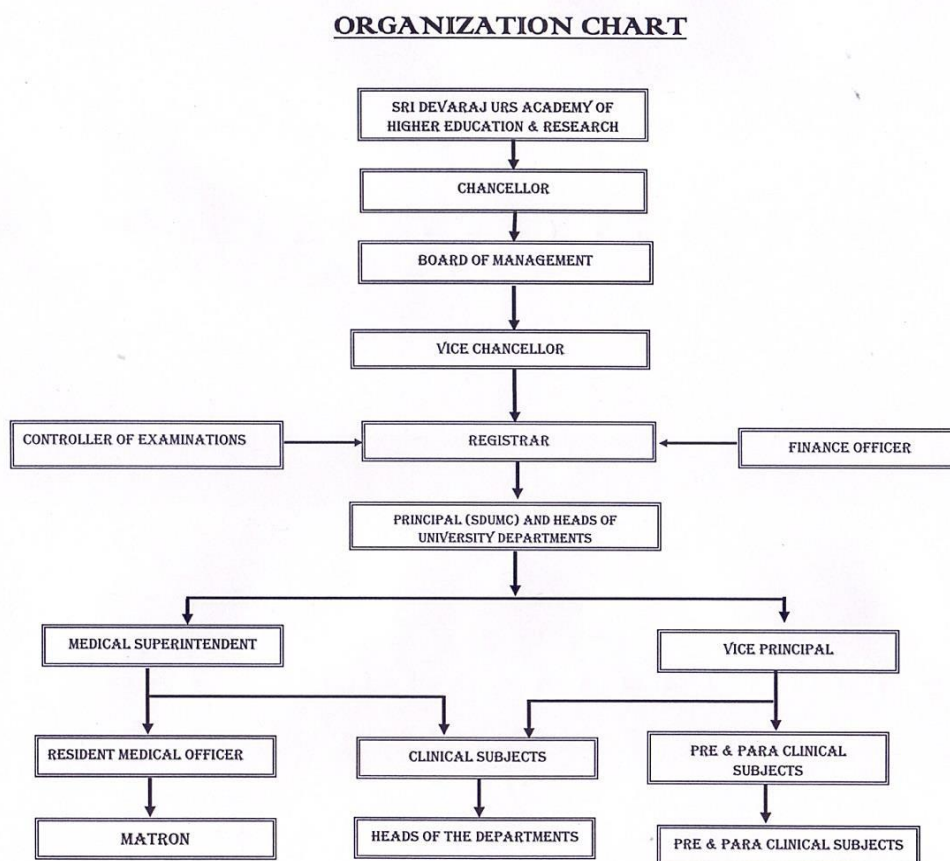 ORGANIZATION CHART
SRI DEVARAJ URS ACADEMY OF
HIGHER EDUCATION & RESEARCH
CHANCELLOR
BOARD OF MANAGEMENT
VICE CHANCELLOR
CONTROLLER OF EXAMINATIONS
REGISTRAR
FINANCE OFFICER
PRINCIPAL (SDUMC) AND HEADS OF
UNIVERSITY DEPARTMENTS
MEDICAL SUPERINTENDENT
VICE PRINCIPAL
RESIDENT MEDICAL OFFICER
CLINICAL SUBJECTS
PRE & PARA CLINICAL
SUBJECTS
MATRON
HEADS OF THE DEPARTMENTS
PRE & PARA CLINICAL SUBJECTS